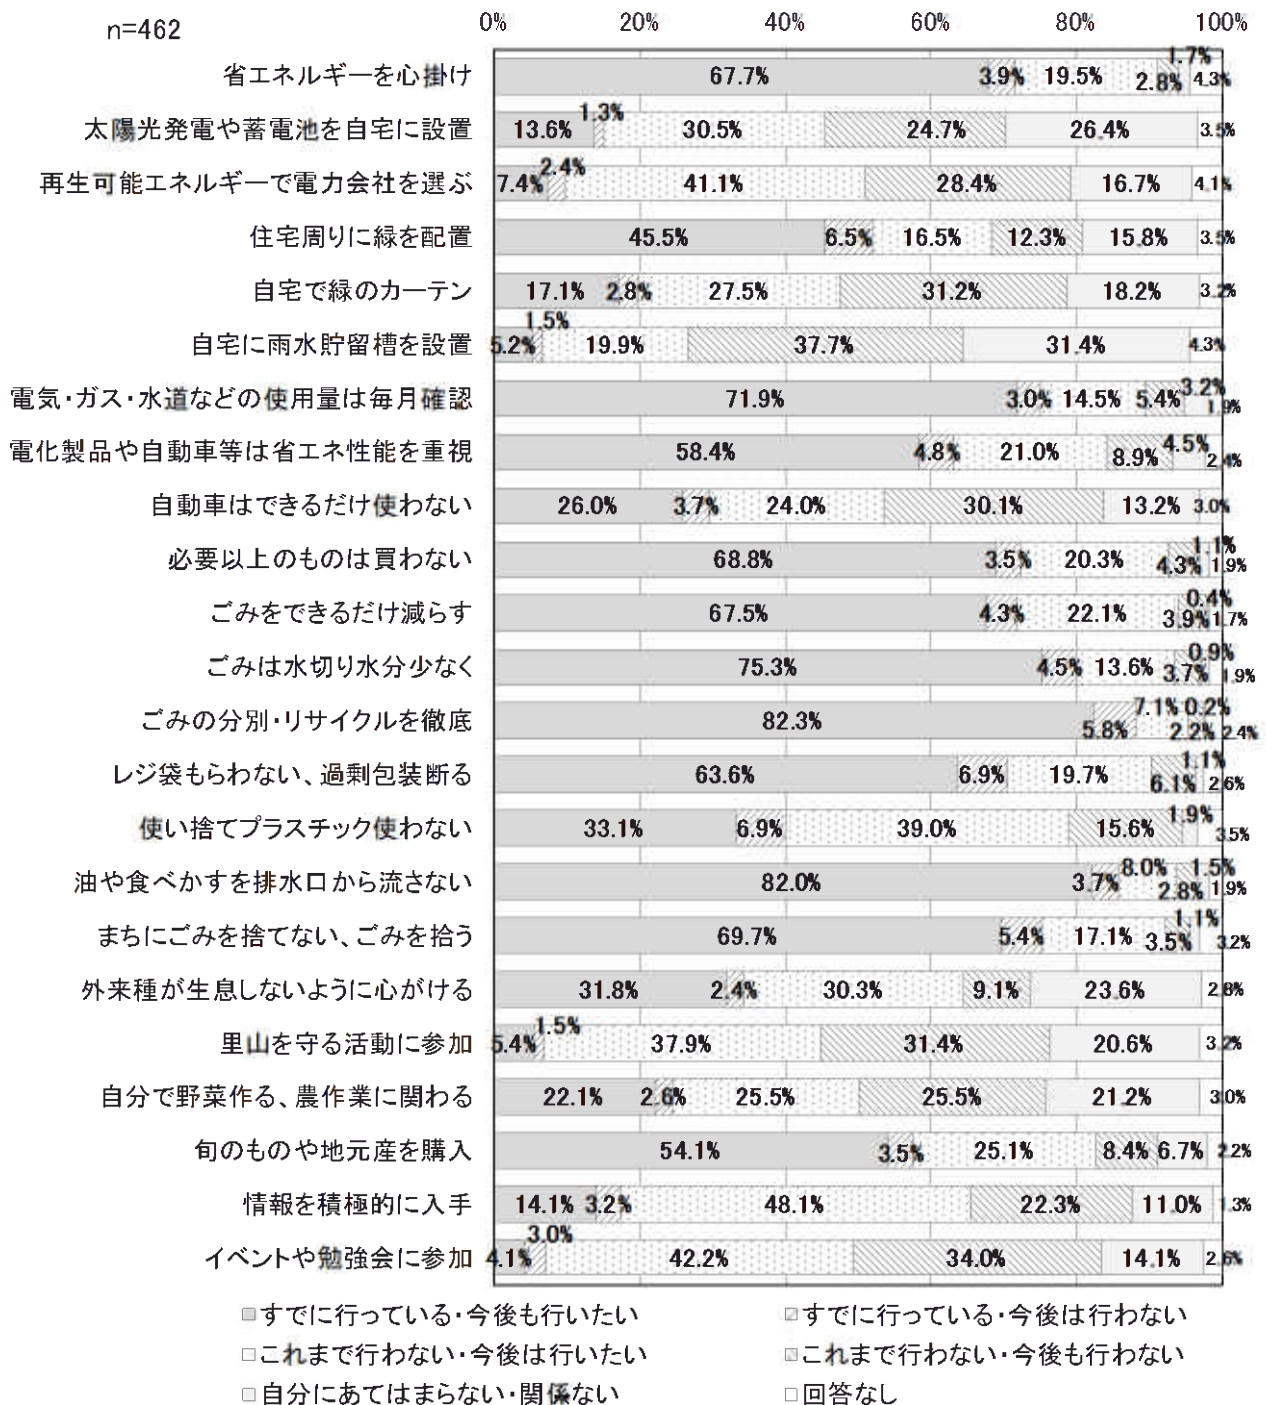 n=462
0% 20% 40% 60% 80% 100%
省エネルギーを心掛け 67.7% 3.9% 19.5% 2.8% 1.7% 4.3%
太陽光発電や蓄電池を自宅に設置 13.6% 1.3% 30.5% 24.7% 26.4% 3.5%
再生可能エネルギーで電力会社を選ぶ 7.4% 2.4% 41.1% 28.4% 16.7% 4.1%
住宅周りに緑を配置 45.5% 6.5% 16.5% 12.3% 15.8% 3.5%
自宅で緑のカーテン 17.1% 2.8% 27.5% 31.2% 18.2% 3.2%
自宅に雨水貯留槽を設置 5.2% 1.5% 19.9% 37.7% 31.4% 4.3%
電気・ガス・水道などの使用量は毎月確認 71.9% 3.0% 14.5% 5.4% 3.2% 1.9%
電化製品や自動車等は省エネ性能を重視 58.4% 4.8% 21.0% 8.9% 4.5% 2.4%
自動車はできるだけ使わない 26.0% 3.7% 24.0% 30.1% 13.2% 3.0%
必要以上のものは買わない 68.8% 3.5% 20.3% 4.3% 1.1% 1.9%
ごみをできるだけ減らす 67.5% 4.3% 22.1% 3.9% 0.4% 1.7%
ごみは水切り水分少なく 75.3% 4.5% 13.6% 3.7% 0.9% 1.9%
ごみの分別・リサイクルを徹底 82.3% 5.8% 7.1% 2.2% 0.2% 2.4%
レジ袋もらわない、過剰包装断る 63.6% 6.9% 19.7% 6.1% 1.1% 2.6%
使い捨てプラスチック使わない 33.1% 6.9% 39.0% 15.6% 1.9% 3.5%
油や食べかすを排水口から流さない 82.0% 3.7% 8.0% 2.8% 1.5% 1.9%
まちにごみを捨てない、ごみを拾う 69.7% 5.4% 17.1% 3.5% 1.1% 3.2%
外来種が生息しないように心がける 31.8% 2.4% 30.3% 9.1% 23.6% 2.8%
里山を守る活動に参加 5.4% 1.5% 37.9% 31.4% 20.6% 3.2%
自分で野菜作る、農作業に関わる 22.1% 2.6% 25.5% 25.5% 21.2% 3.0%
旬のものや地元産を購入 54.1% 3.5% 25.1% 8.4% 6.7% 2.2%
情報を積極的に入手 14.1% 3.2% 48.1% 22.3% 11.0% 1.3%
イベントや勉強会に参加 4.1% 3.0% 42.2% 34.0% 14.1% 2.6%
すでに行っている・今後も行いたい すでに行っている・今後は行わない
これまで行わない・今後は行いたい これまで行わない・今後も行わない
自分にあてはまらない・関係ない 回答なし